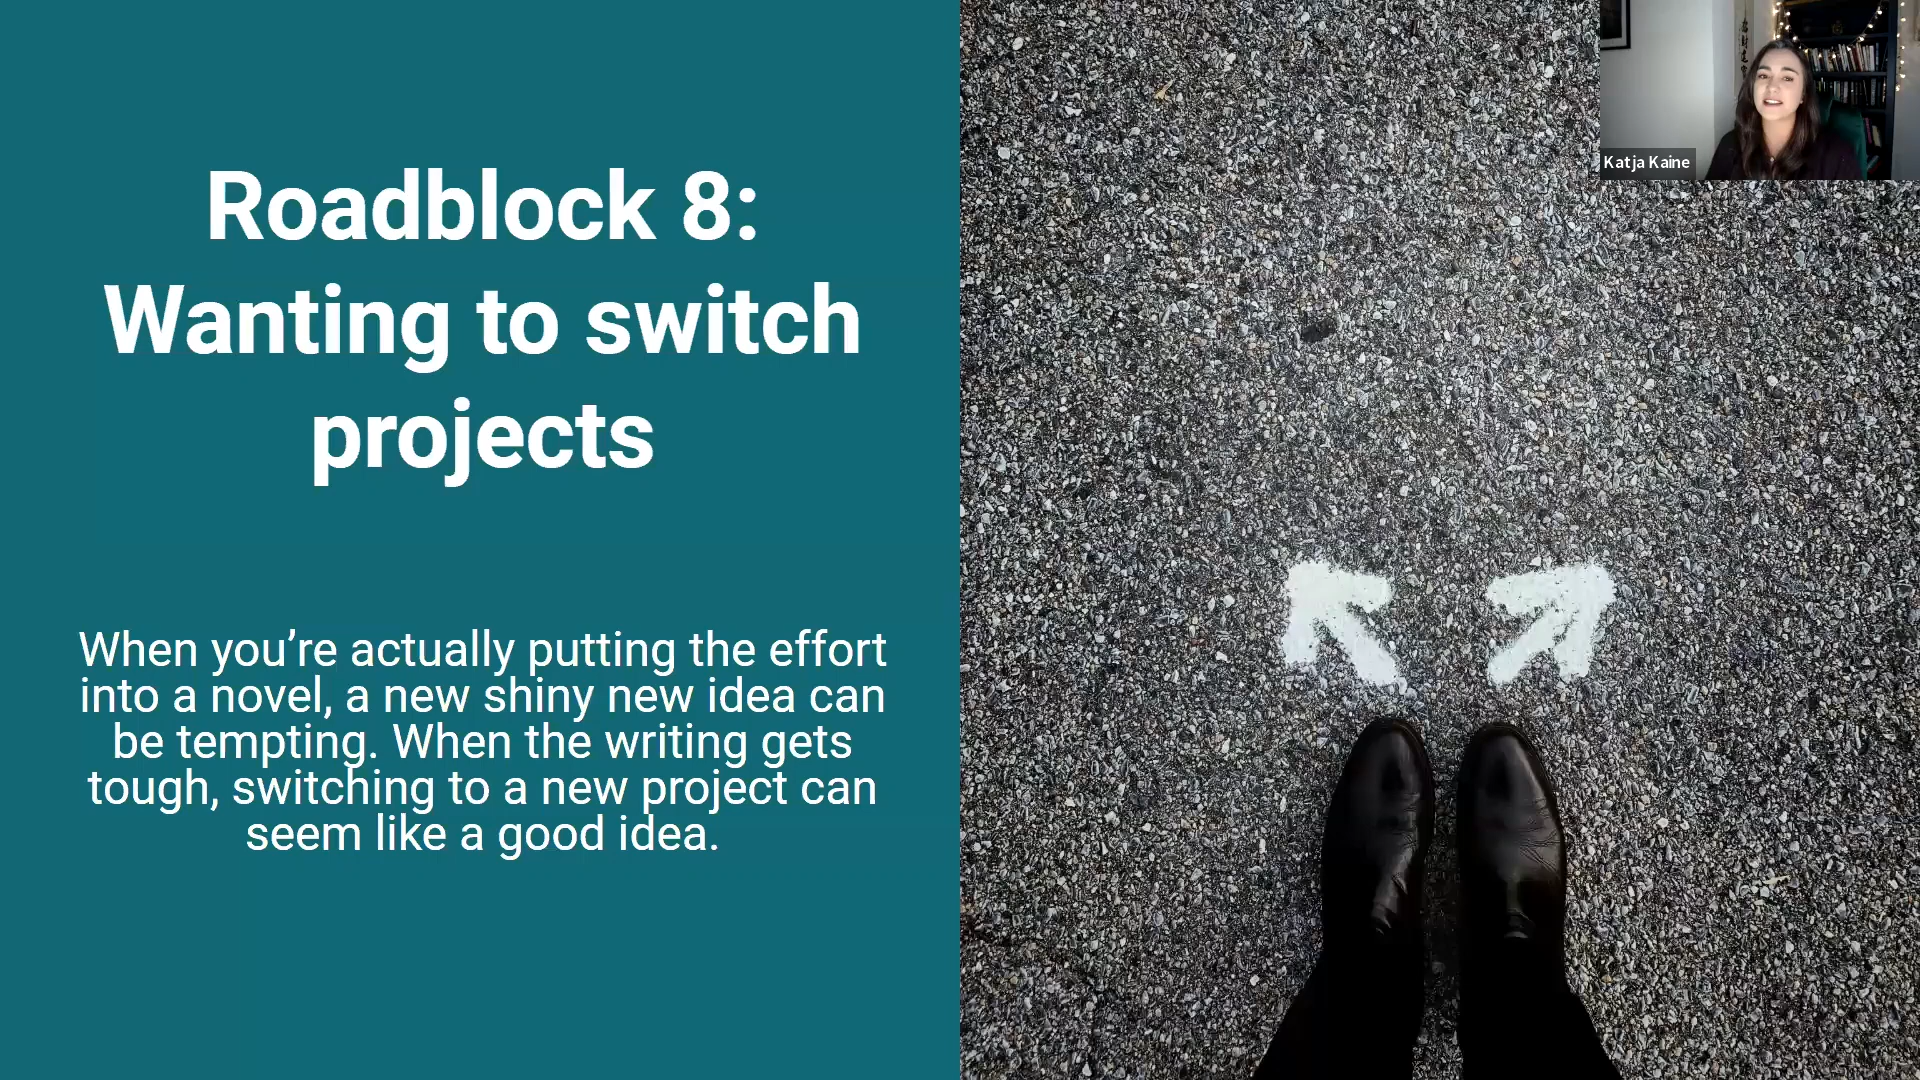 Roadblock 8:
Wanting to switch
projects
When you’re actually putting the effort
into a novel, a new shiny new idea can
be tempting. When the writing gets
tough, switching to a new project can
seem like a good idea.
Katja Kaine